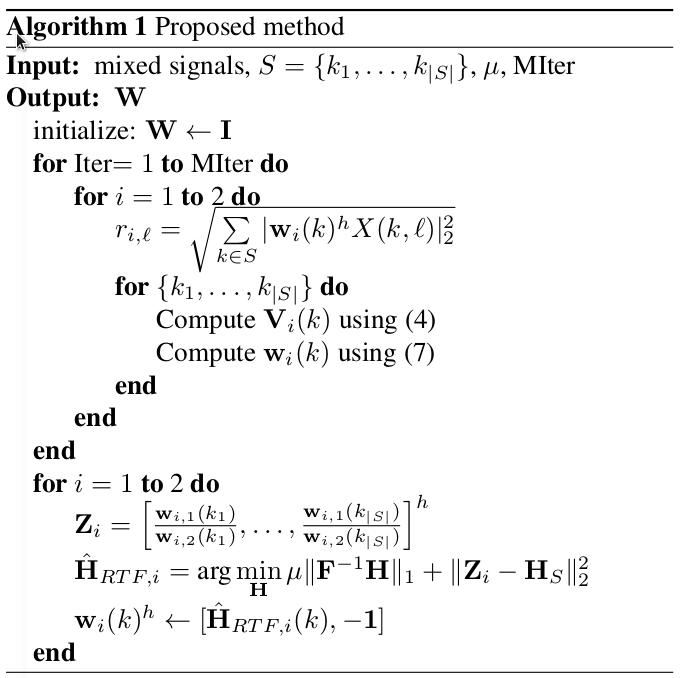 Algorithm 1 Proposed method
Input: mixed signals, $S = \{k_1, \ldots, k_{|S|}\}$, $\mu$, MIter
Output: $\mathbf{W}$
initialize: $\mathbf{W} \leftarrow \mathbf{I}$
for Iter= 1 to MIter do
for $i = 1$ to 2 do
$r_{i,\ell} = \sqrt{\sum_{k \in S} |\mathbf{w}_i(k)^h X(k, \ell)|_2^2}$
for $\{k_1, \ldots, k_{|S|}\}$ do
Compute $\mathbf{V}_i(k)$ using (4)
Compute $\mathbf{w}_i(k)$ using (7)
end
end
end
for $i = 1$ to 2 do
$\mathbf{Z}_i = \left[ \frac{\mathbf{w}_{i,1}(k_1)}{\mathbf{w}_{i,2}(k_1)}, \ldots, \frac{\mathbf{w}_{i,1}(k_{|S|})}{\mathbf{w}_{i,2}(k_{|S|})} \right]^h$
$\hat{\mathbf{H}}_{RTF,i} = \arg\min_{\mathbf{H}} \mu \|\mathbf{F}^{-1}\mathbf{H}\|_1 + \|\mathbf{Z}_i - \mathbf{H}_S\|_2^2$
$\mathbf{w}_i(k)^h \leftarrow [\hat{\mathbf{H}}_{RTF,i}(k), -\mathbf{1}]$
end